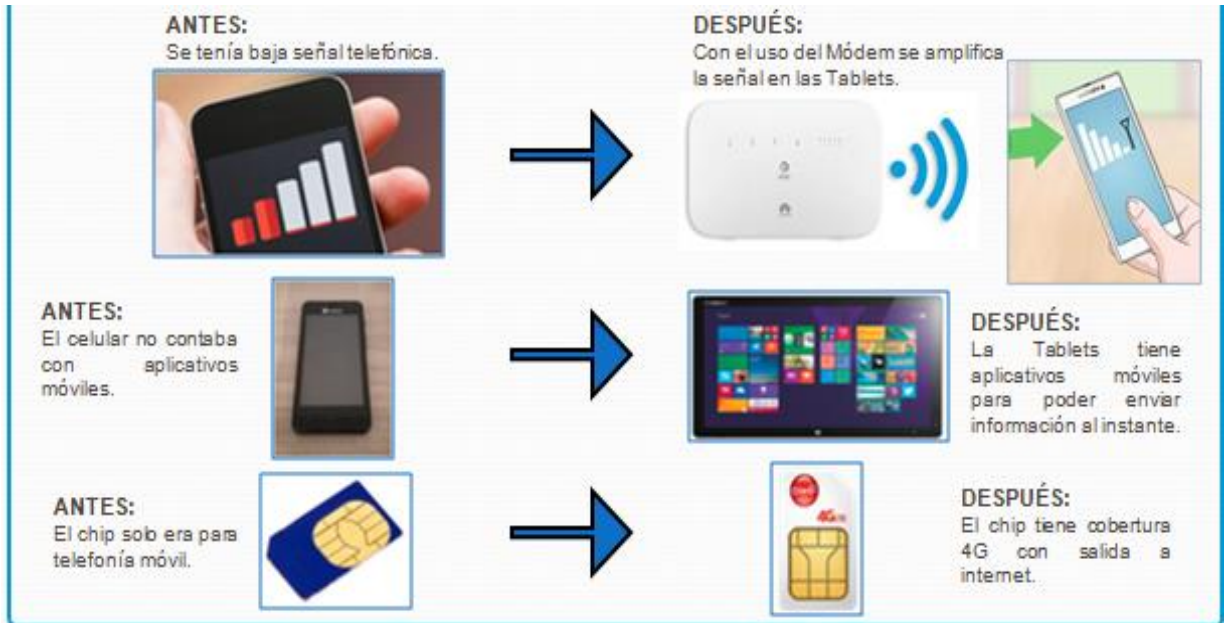 ANTES:
Se tenía baja señal telefónica.
DESPUÉS:
Con el uso del Módem se amplifica
la señal en las Tablets.
ANTES:
El celular no contaba
con aplicativos
móviles.
DESPUÉS:
La Tablets tiene
aplicativos móviles
para poder enviar
información al instante.
ANTES:
El chip solo era para
telefonía móvil.
4G
DESPUÉS:
El chip tiene cobertura
4G con salida a
internet.